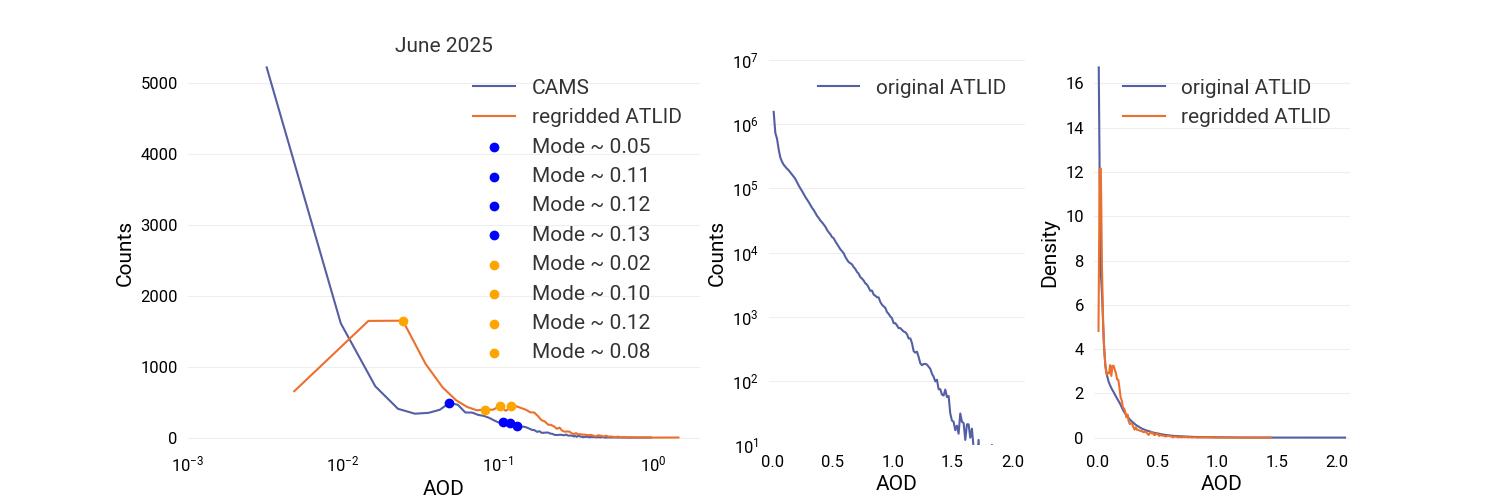 June 2025
5000
4000
3000
2000
1000
0
Counts
10⁻³
10⁻²
10⁻¹
10⁰
AOD
CAMS
regridded ATLID
Mode ~ 0.05
Mode ~ 0.11
Mode ~ 0.12
Mode ~ 0.13
Mode ~ 0.02
Mode ~ 0.10
Mode ~ 0.12
Mode ~ 0.08
10⁷
10⁶
10⁵
10⁴
10³
10²
10¹
Counts
0.0
0.5
1.0
1.5
2.0
AOD
original ATLID
16
14
12
10
8
6
4
2
0
Density
0.0
0.5
1.0
1.5
2.0
AOD
original ATLID
regridded ATLID